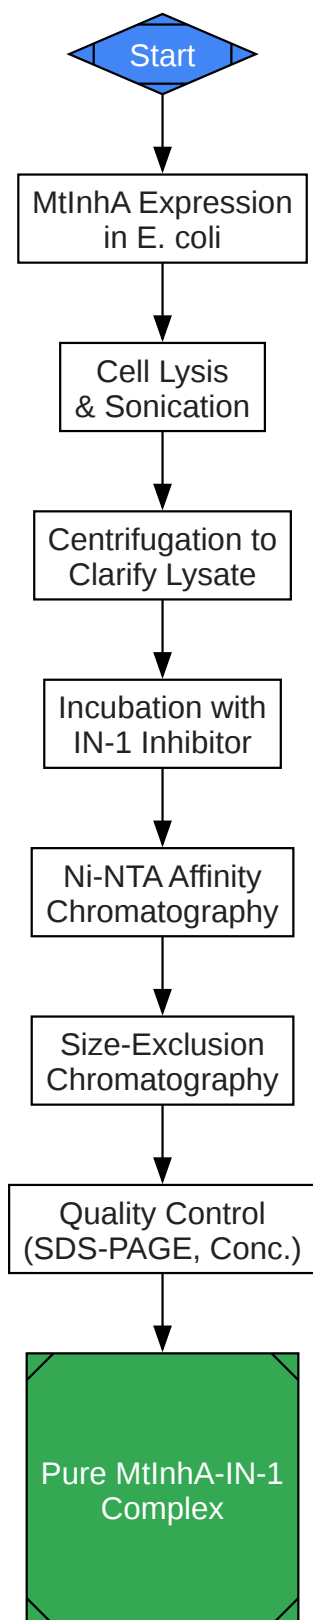 Start
MtInhA Expression
in E. coli
Cell Lysis
& Sonication
Centrifugation to
Clarify Lysate
Incubation with
IN-1 Inhibitor
Ni-NTA Affinity
Chromatography
Size-Exclusion
Chromatography
Quality Control
(SDS-PAGE, Conc.)
Pure MtInhA-IN-1
Complex